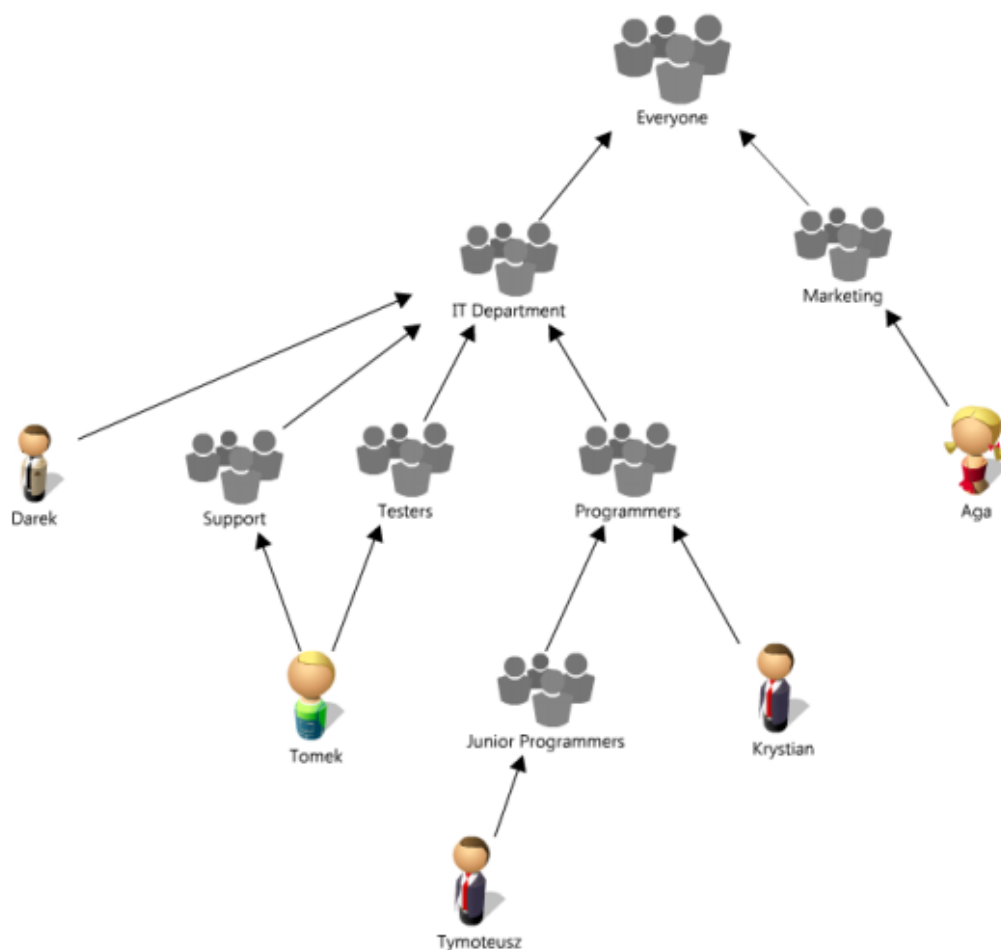 Everyone
IT Department
Marketing
Darek
Support
Testers
Programmers
Aga
Tomek
Junior Programmers
Krystian
Tymoteusz